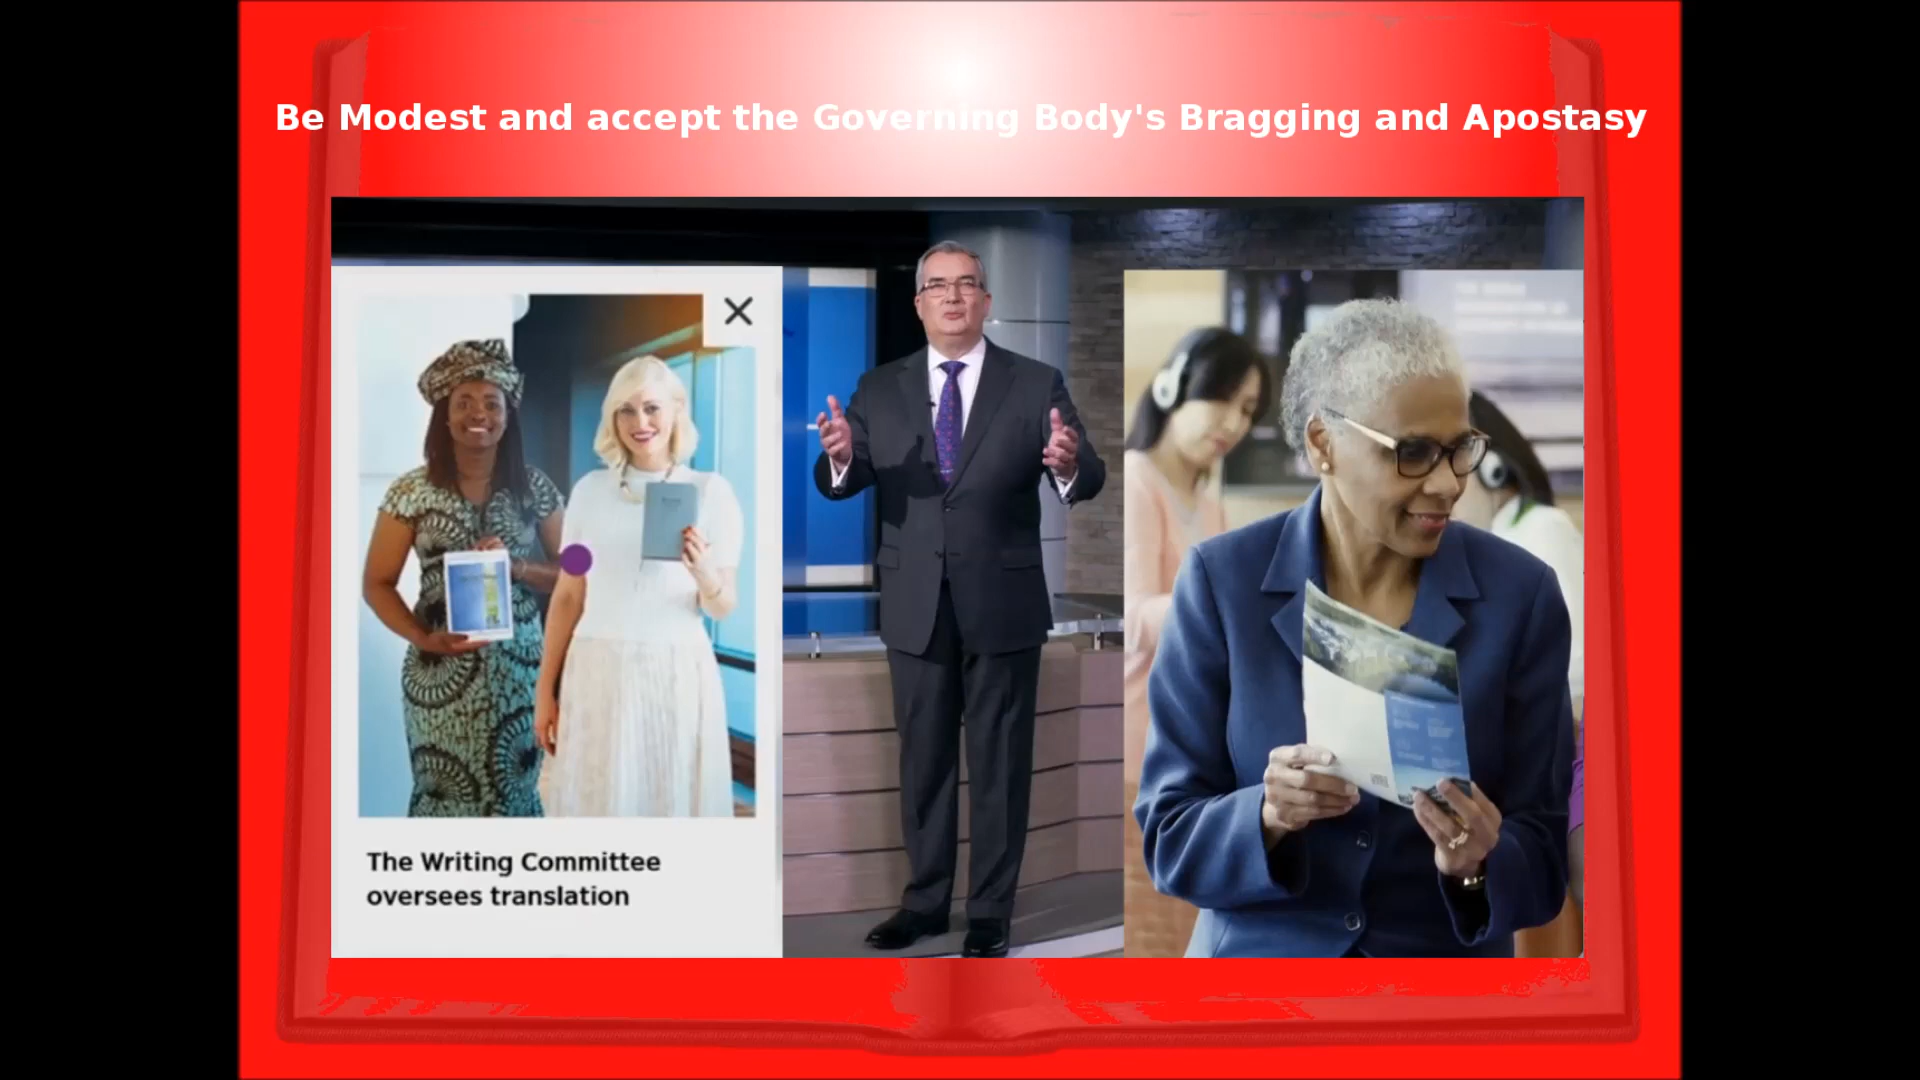 Be Modest and accept the Governing Body's Bragging and Apostasy
The Writing Committee
oversees translation